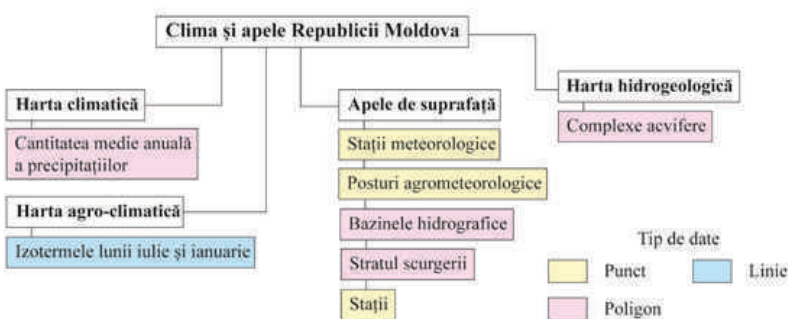 Clima și apele Republicii Moldova
Harta climatică
Cantitatea medie anuală
a precipitațiilor
Harta agro-climatică
Izotermele lunii iulie și ianuarie
Apele de suprafață
Stații meteorologice
Posturi agrometeorologice
Bazinele hidrografice
Stratul scurgerii
Stații
Harta hidrogeologică
Complexe acvifere
Tip de date
Punct
Linie
Poligon